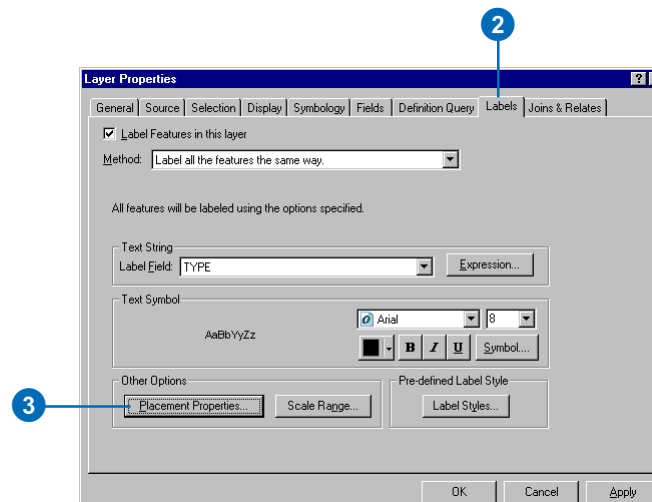 2
Layer Properties ?
General Source Selection Display Symbology Fields Definition Query Labels Joins & Relates
Label Features in this layer
Method: Label all the features the same way.
All features will be labeled using the options specified.
Text String
Label Field: TYPE Expression...
Text Symbol
AaBbYyZz
Arial 8
B I U Symbol...
Other Options Pre-defined Label Style
3 Placement Properties... Scale Range... Label Styles...
OK Cancel Apply